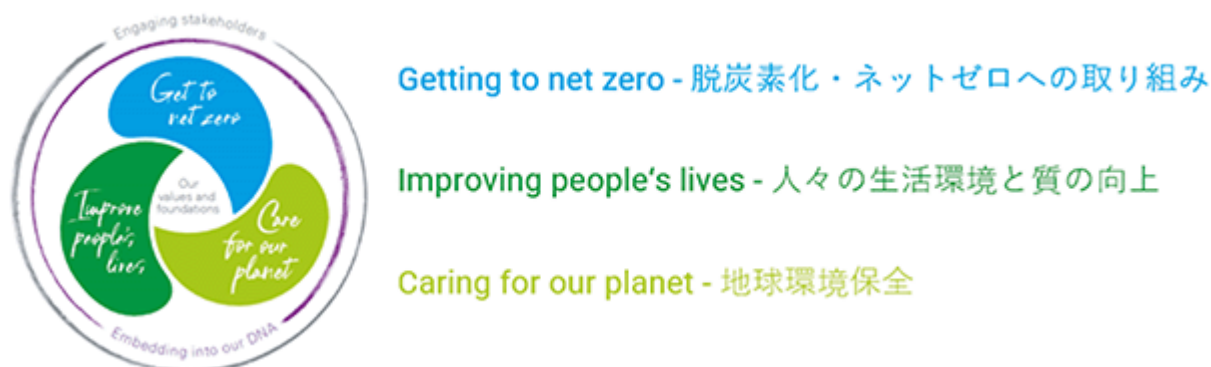 Engaging stakeholders
Get to
net zero
Our
values and
foundations
Improve
people's
lives
Care
for our
planet
Embedding into our DNA
Getting to net zero - 脱炭素化・ネットゼロへの取り組み
Improving people‘s lives - 人々の生活環境と質の向上
Caring for our planet - 地球環境保全